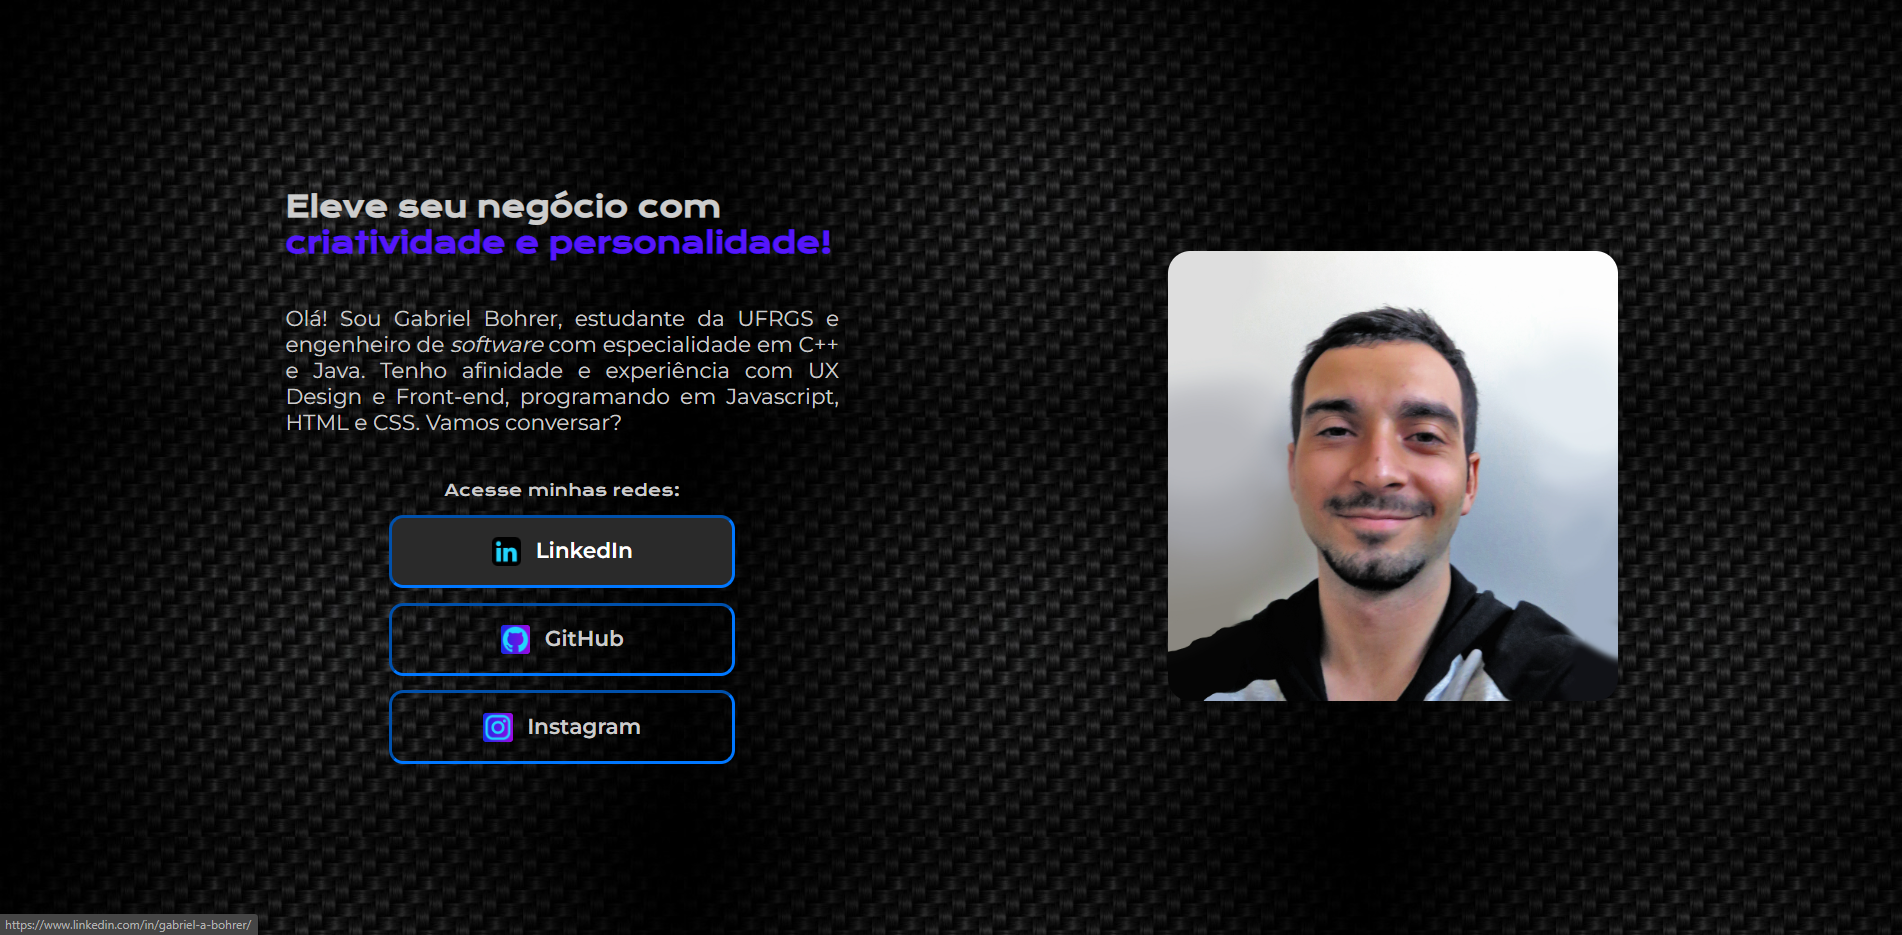 Eleve seu negócio com
criatividade e personalidade!
Olá! Sou Gabriel Bohrer, estudante da UFRGS e
engenheiro de software com especialidade em C++
e Java. Tenho afinidade e experiência com UX
Design e Front-end, programando em Javascript,
HTML e CSS. Vamos conversar?
Acesse minhas redes:
in LinkedIn
GitHub
Instagram
https://www.linkedin.com/in/gabriel-a-bohrer/